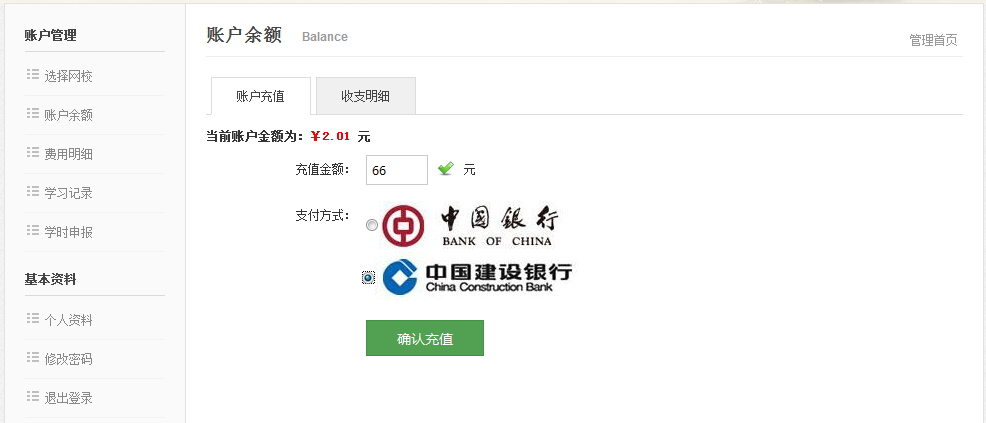 账户管理
选择网校
账户余额
费用明细
学习记录
学时申报
基本资料
个人资料
修改密码
退出登录
账户余额 Balance
管理首页
账户充值 收支明细
当前账户金额为：￥2.01 元
充值金额： 66 元
支付方式：
中国銀行
BANK OF CHINA
中国建设银行
China Construction Bank
确认充值